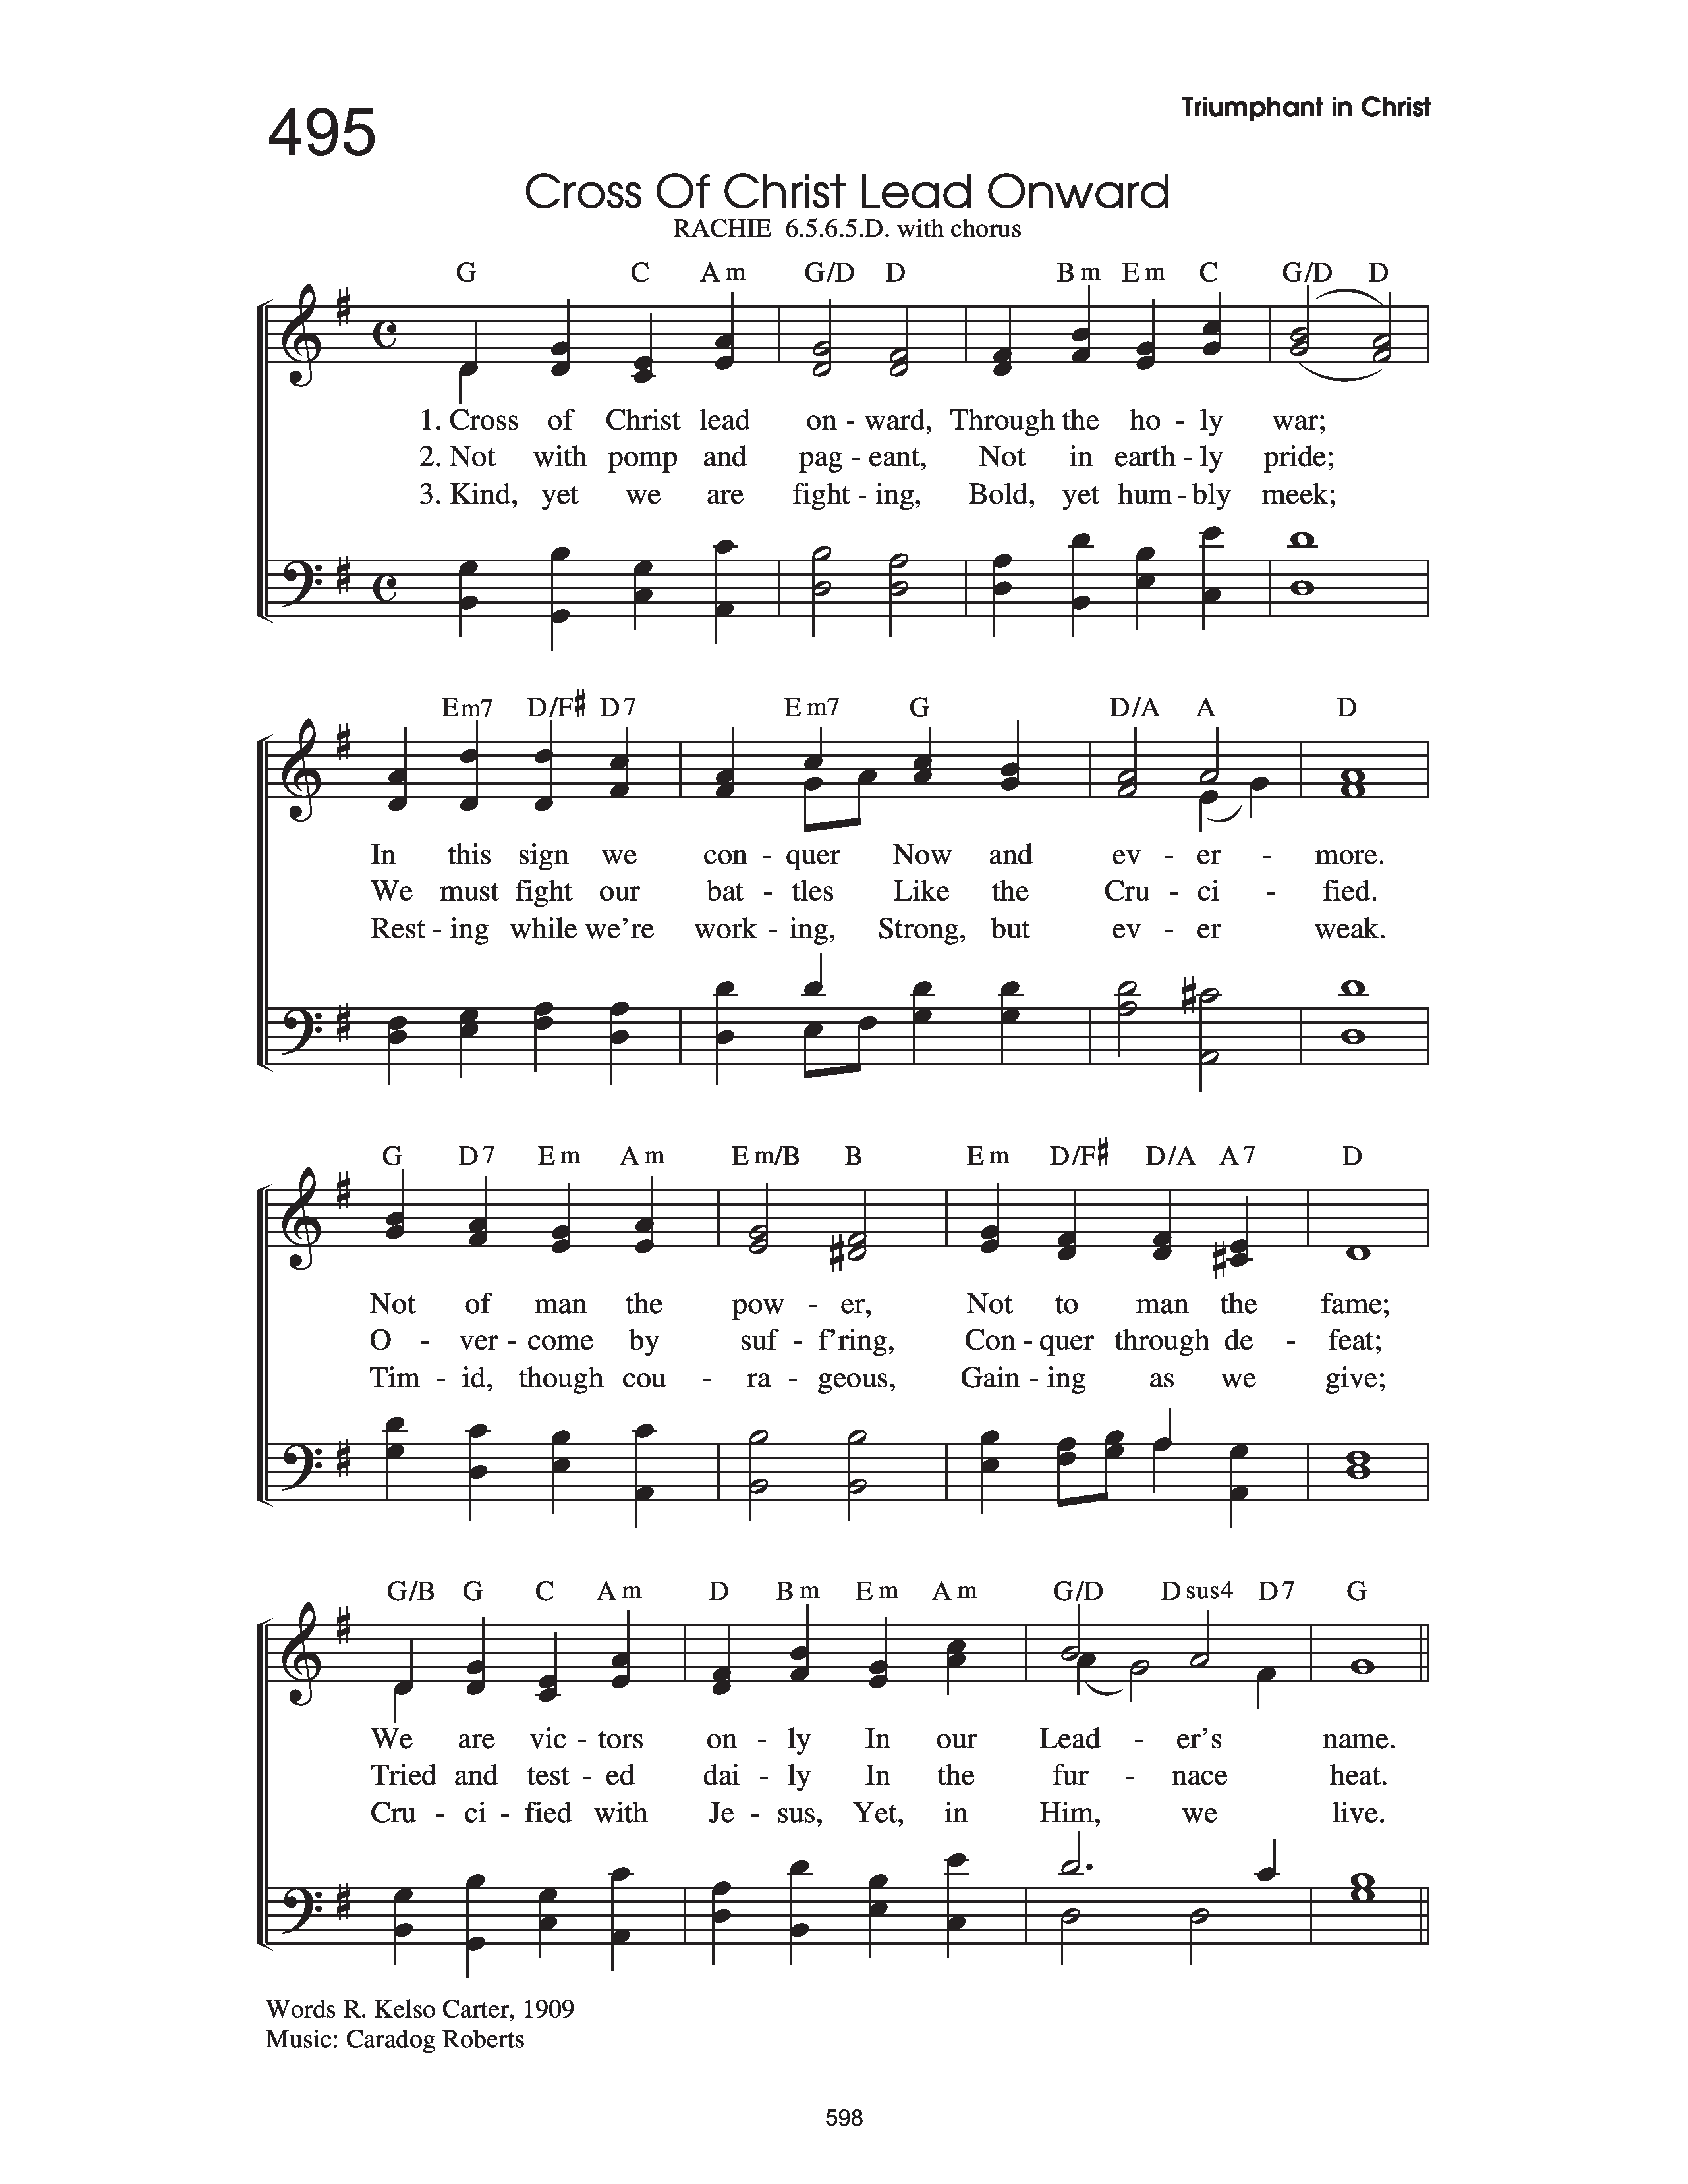 Triumphant in Christ
495
Cross Of Christ Lead Onward
RACHIE 6.5.6.5.D. with chorus
G C Am G/D D Bm Em C G/D D
1. Cross of Christ lead on - ward, Through the ho - ly war;
2. Not with pomp and pag - eant, Not in earth - ly pride;
3. Kind, yet we are fight - ing, Bold, yet hum - bly meek;
Em7 D/F♯ D7 Em7 G D/A A D
In this sign we con - quer Now and ev - er - more.
We must fight our bat - tles Like the Cru - ci - fied.
Rest - ing while we're work - ing, Strong, but ev - er weak.
G D7 Em Am Em/B B Em D/F♯ D/A A7 D
Not of man the pow - er, Not to man the fame;
O - ver - come by suf - f'ring, Con - quer through de - feat;
Tim - id, though cou - ra - geous, Gain - ing as we give;
G/B G C Am D Bm Em Am G/D Dsus4 D7 G
We are vic - tors on - ly In our Lead - er's name.
Tried and test - ed dai - ly In the fur - nace heat.
Cru - ci - fied with Je - sus, Yet, in Him, we live.
Words R. Kelso Carter, 1909
Music: Caradog Roberts
598